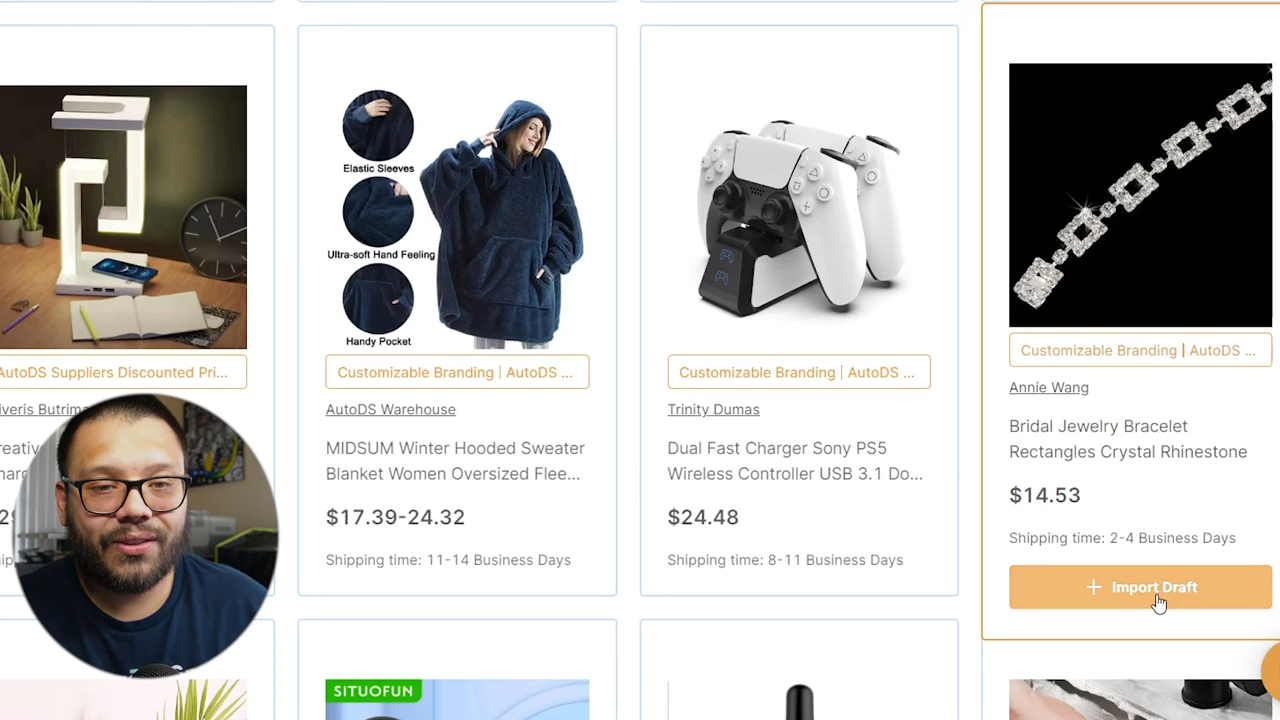 AutoDS Suppliers Discounted Pri...
Elastic Sleeves
Ultra-soft Hand Feeling
Handy Pocket
Customizable Branding | AutoDS ...
AutoDS Warehouse
MIDSUM Winter Hooded Sweater
Blanket Women Oversized Flee...
$17.39-24.32
Shipping time: 11-14 Business Days
Customizable Branding | AutoDS ...
Trinity Dumas
Dual Fast Charger Sony PS5
Wireless Controller USB 3.1 Do...
$24.48
Shipping time: 8-11 Business Days
Customizable Branding | AutoDS ...
Annie Wang
Bridal Jewelry Bracelet
Rectangles Crystal Rhinestone
$14.53
Shipping time: 2-4 Business Days
+ Import Draft
SITUOFUN